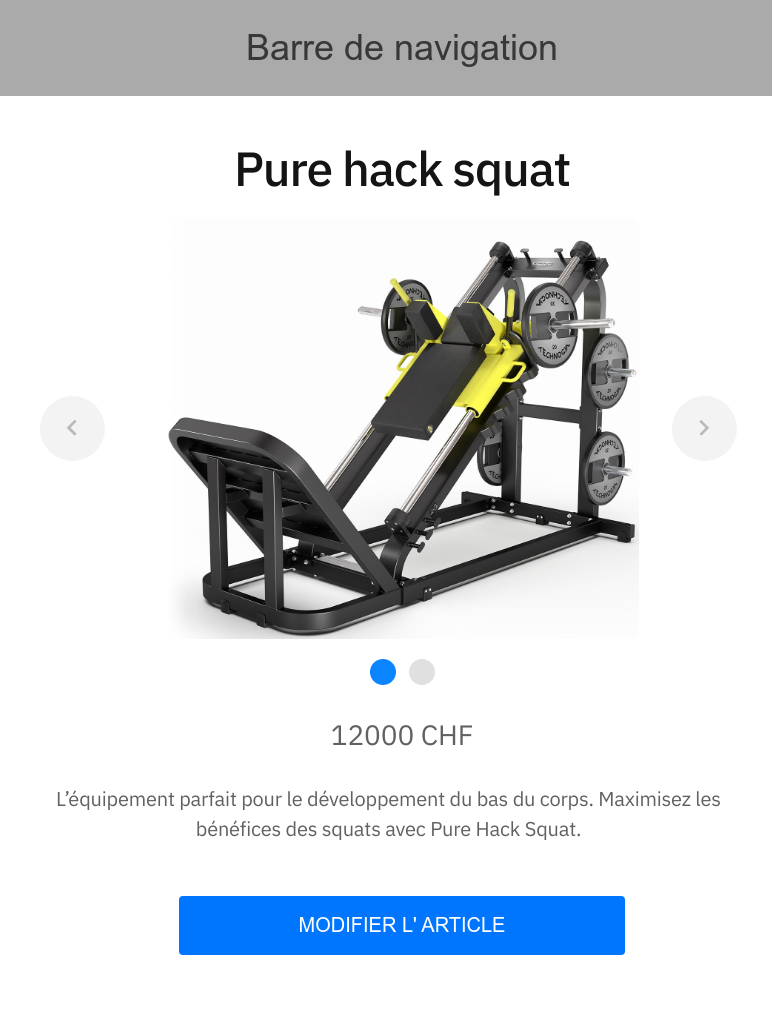 Barre de navigation
Pure hack squat
12000 CHF
L’équipement parfait pour le développement du bas du corps. Maximisez les
bénéfices des squats avec Pure Hack Squat.
MODIFIER L' ARTICLE